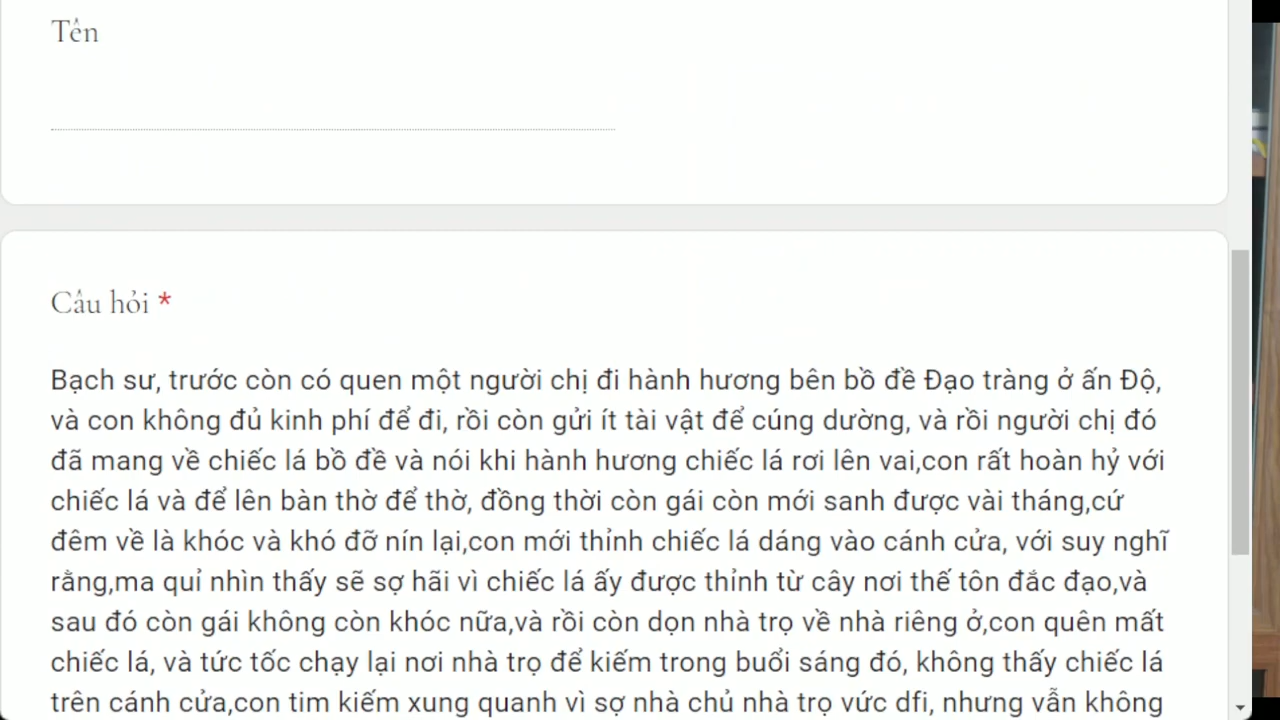 Tên
Câu hỏi *
Bạch sư, trước còn có quen một người chị đi hành hương bên bồ đề Đạo tràng ở ấn Độ,
và con không đủ kinh phí để đi, rồi còn gửi ít tài vật để cúng dường, và rồi người chị đó
đã mang về chiếc lá bồ đề và nói khi hành hương chiếc lá rơi lên vai,con rất hoàn hỷ với
chiếc lá và để lên bàn thờ để thờ, đồng thời còn gái còn mới sanh được vài tháng,cứ
đêm về là khóc và khó đỡ nín lại,con mới thỉnh chiếc lá dáng vào cánh cửa, với suy nghĩ
rằng,ma quỉ nhìn thấy sẽ sợ hãi vì chiếc lá ấy được thỉnh từ cây nơi thế tôn đắc đạo,và
sau đó còn gái không còn khóc nữa,và rồi còn dọn nhà trọ về nhà riêng ở,con quên mất
chiếc lá, và tức tốc chạy lại nơi nhà trọ để kiếm trong buổi sáng đó, không thấy chiếc lá
trên cánh cửa,con tim kiếm xung quanh vì sợ nhà chủ nhà trọ vức dfi, nhưng vẫn không